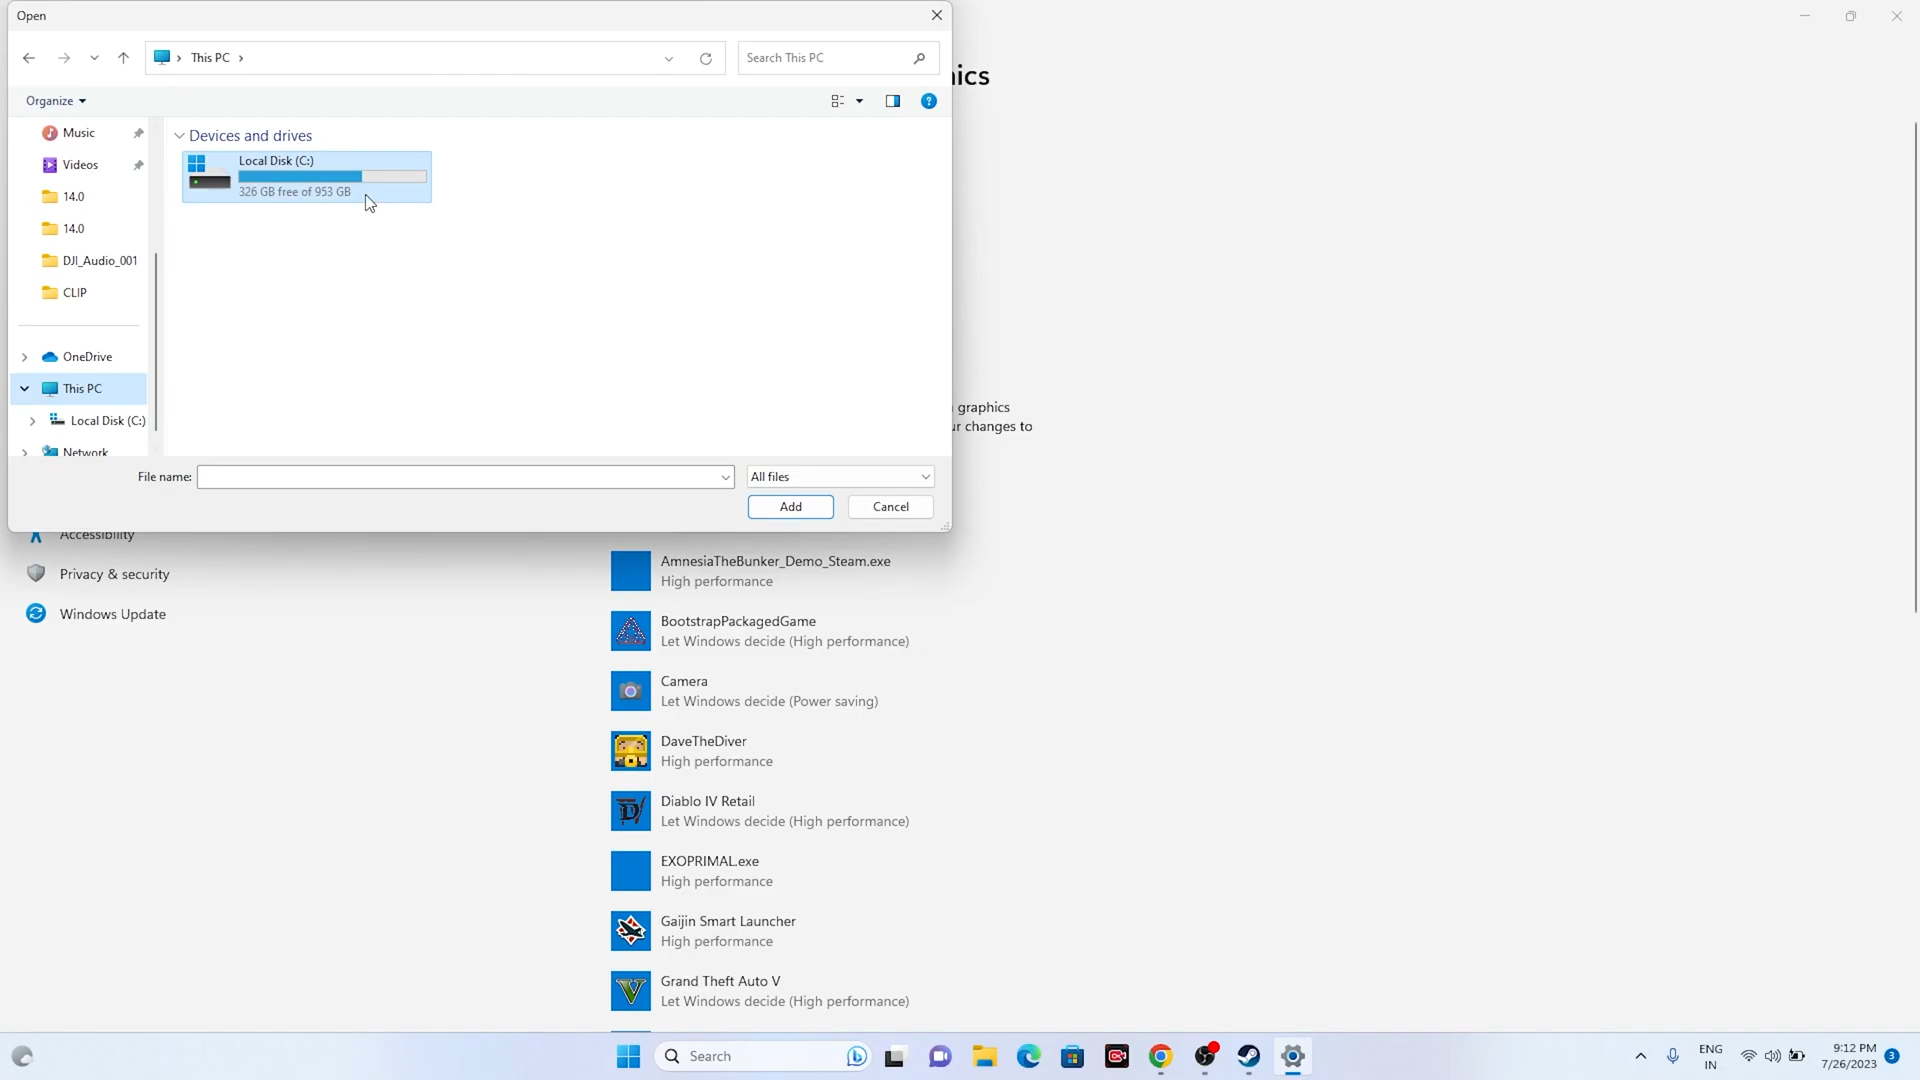 Open
This PC
Search This PC
Organize
Music
Videos
14.0
14.0
DJI_Audio_001
CLIP
OneDrive
This PC
Local Disk (C:)
Network
Devices and drives
Local Disk (C:)
326 GB free of 953 GB
File name:
All files
Add
Cancel
ics
graphics
ur changes to
Accessibility
Privacy & security
Windows Update
AmnesiaTheBunker_Demo_Steam.exe
High performance
BootstrapPackagedGame
Let Windows decide (High performance)
Camera
Let Windows decide (Power saving)
DaveTheDiver
High performance
Diablo IV Retail
Let Windows decide (High performance)
EXOPRIMAL.exe
High performance
Gaijin Smart Launcher
High performance
Grand Theft Auto V
Let Windows decide (High performance)
Search
ENG
IN
9:12 PM
7/26/2023
3